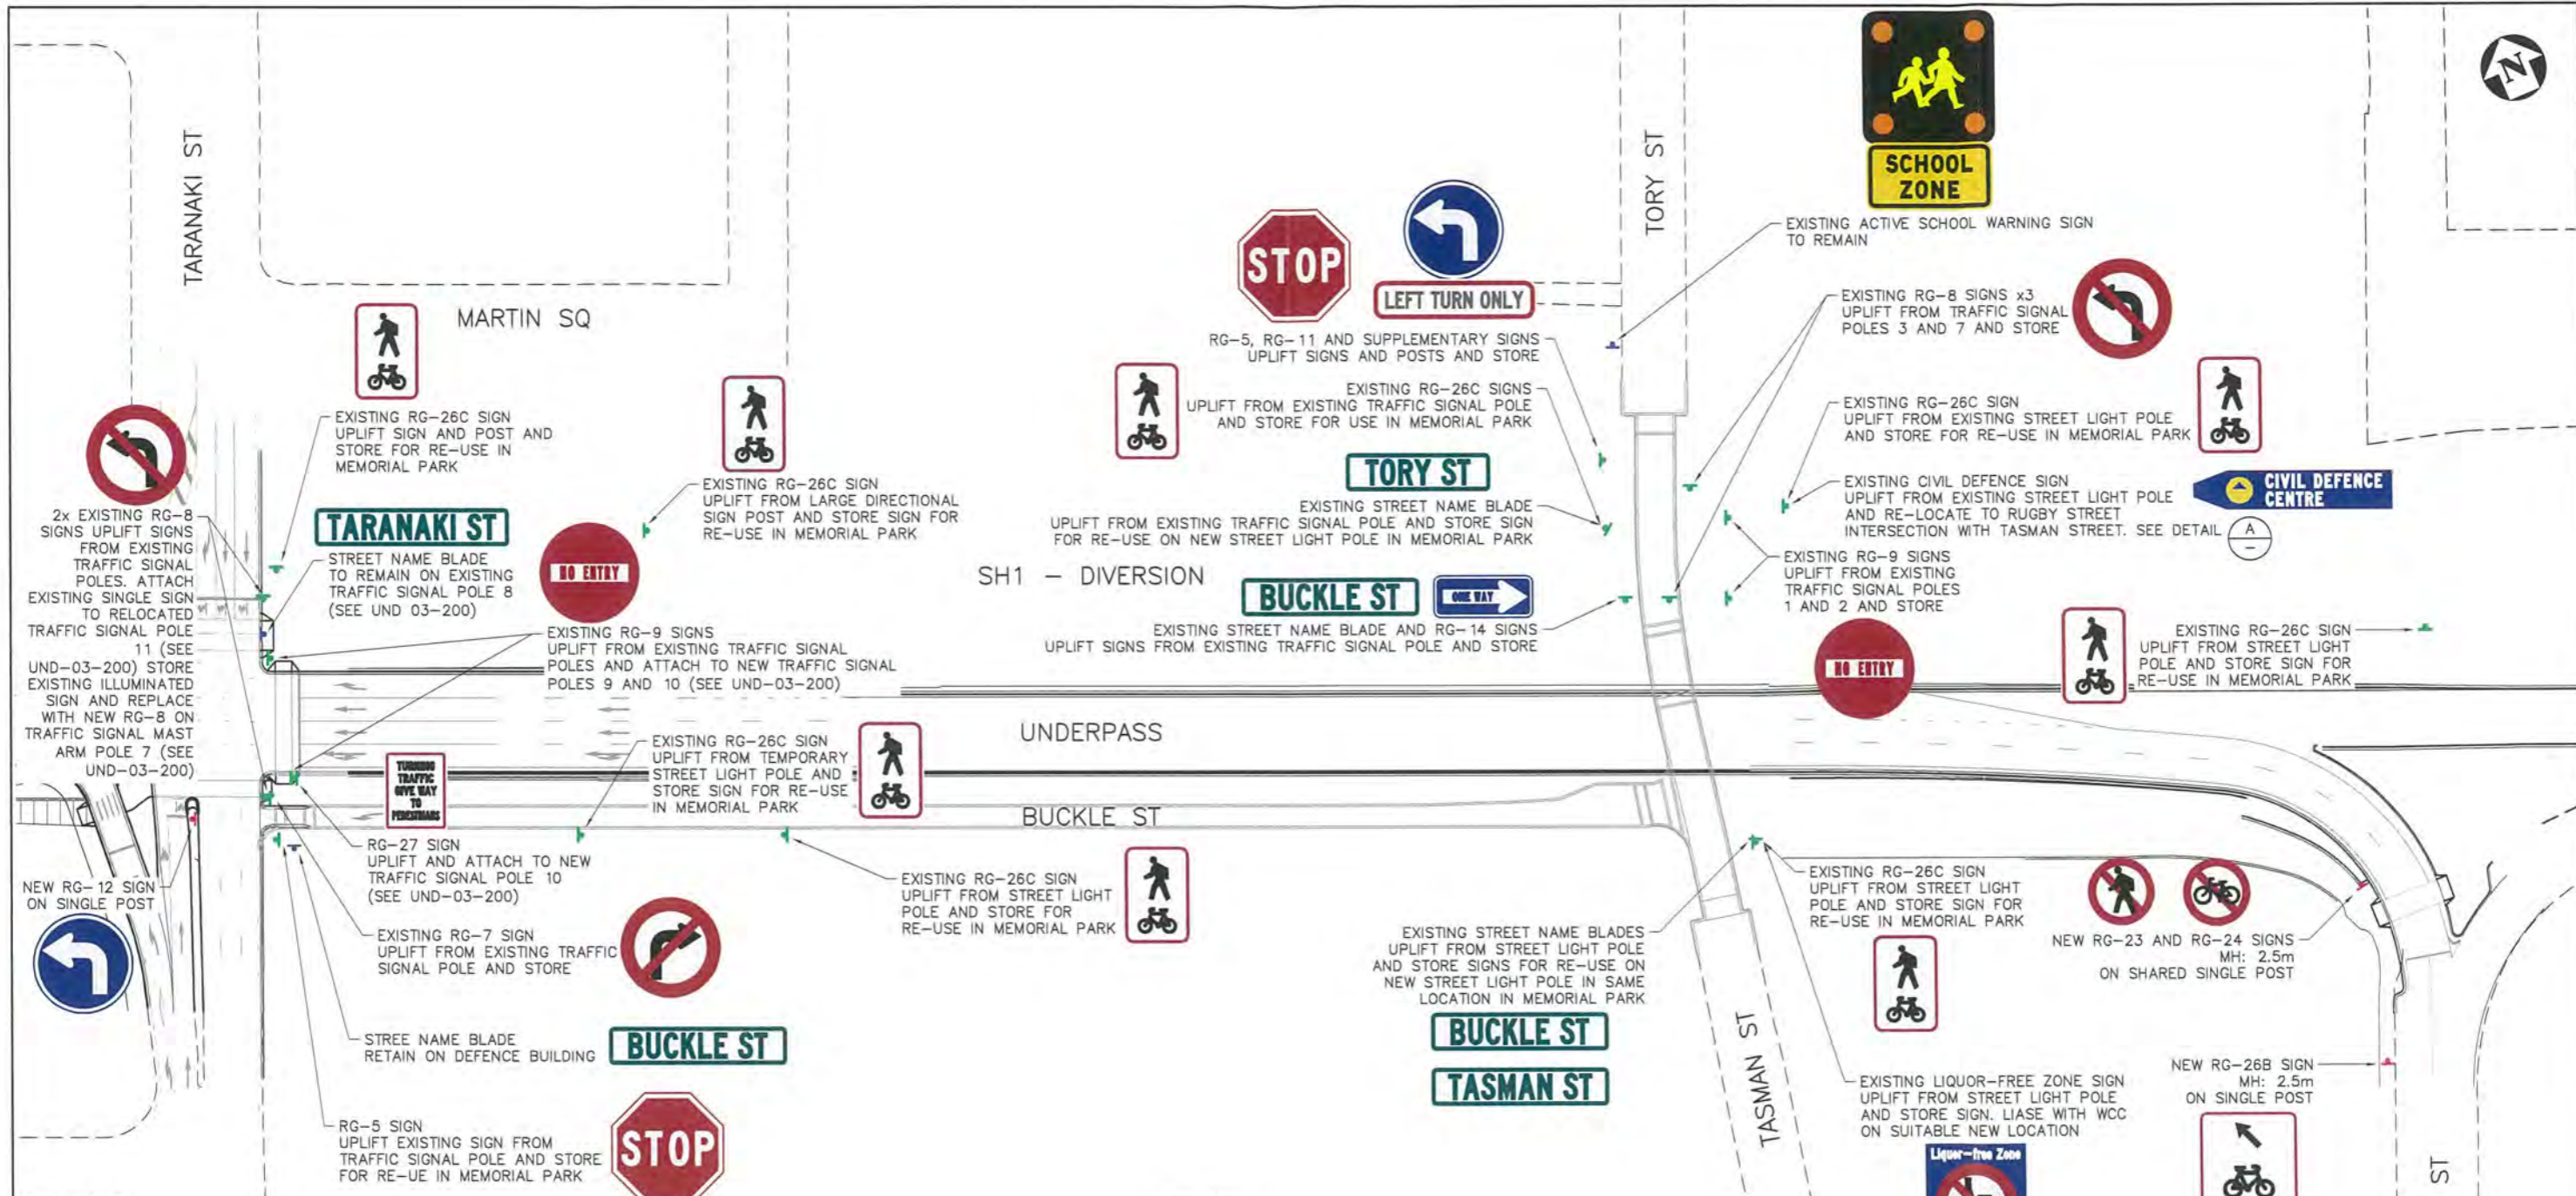 TARANAKI ST
MARTIN SQ
EXISTING RG-26C SIGN
UPLIFT SIGN AND POST AND
STORE FOR RE-USE IN
MEMORIAL PARK
2x EXISTING RG-8
SIGNS UPLIFT SIGNS
FROM EXISTING
TRAFFIC SIGNAL
POLES. ATTACH
EXISTING SINGLE SIGN
TO RELOCATED
TRAFFIC SIGNAL POLE
11 (SEE
UND-03-200) STORE
EXISTING ILLUMINATED
SIGN AND REPLACE
WITH NEW RG-8 ON
TRAFFIC SIGNAL MAST
ARM POLE 7 (SEE
UND-03-200)
TARANAKI ST
STREET NAME BLADE
TO REMAIN ON EXISTING
TRAFFIC SIGNAL POLE 8
(SEE UND 03-200)
NO ENTRY
EXISTING RG-9 SIGNS
UPLIFT FROM EXISTING TRAFFIC SIGNAL
POLES AND ATTACH TO NEW TRAFFIC SIGNAL
POLES 9 AND 10 (SEE UND-03-200)
EXISTING RG-26C SIGN
UPLIFT FROM LARGE DIRECTIONAL
SIGN POST AND STORE SIGN FOR
RE-USE IN MEMORIAL PARK
TURNING
TRAFFIC
GIVE WAY
TO
PEDESTRIANS
EXISTING RG-26C SIGN
UPLIFT FROM TEMPORARY
STREET LIGHT POLE AND
STORE SIGN FOR RE-USE
IN MEMORIAL PARK
RG-27 SIGN
UPLIFT AND ATTACH TO NEW
TRAFFIC SIGNAL POLE 10
(SEE UND-03-200)
NEW RG-12 SIGN
ON SINGLE POST
EXISTING RG-7 SIGN
UPLIFT FROM EXISTING TRAFFIC
SIGNAL POLE AND STORE
STREE NAME BLADE
RETAIN ON DEFENCE BUILDING
BUCKLE ST
RG-5 SIGN
UPLIFT EXISTING SIGN FROM
TRAFFIC SIGNAL POLE AND STORE
FOR RE-UE IN MEMORIAL PARK
STOP
EXISTING RG-26C SIGN
UPLIFT FROM STREET LIGHT
POLE AND STORE FOR
RE-USE IN MEMORIAL PARK
SH1 - DIVERSION
UNDERPASS
BUCKLE ST
STOP
LEFT TURN ONLY
RG-5, RG-11 AND SUPPLEMENTARY SIGNS
UPLIFT SIGNS AND POSTS AND STORE
EXISTING RG-26C SIGNS
UPLIFT FROM EXISTING TRAFFIC SIGNAL POLE
AND STORE FOR USE IN MEMORIAL PARK
TORY ST
EXISTING STREET NAME BLADE
UPLIFT FROM EXISTING TRAFFIC SIGNAL POLE AND STORE SIGN
FOR RE-USE ON NEW STREET LIGHT POLE IN MEMORIAL PARK
BUCKLE ST
ONE WAY
EXISTING STREET NAME BLADE AND RG-14 SIGNS
UPLIFT SIGNS FROM EXISTING TRAFFIC SIGNAL POLE AND STORE
TORY ST
SCHOOL
ZONE
EXISTING ACTIVE SCHOOL WARNING SIGN
TO REMAIN
EXISTING RG-8 SIGNS x3
UPLIFT FROM TRAFFIC SIGNAL
POLES 3 AND 7 AND STORE
EXISTING RG-26C SIGN
UPLIFT FROM EXISTING STREET LIGHT POLE
AND STORE FOR RE-USE IN MEMORIAL PARK
EXISTING CIVIL DEFENCE SIGN
UPLIFT FROM EXISTING STREET LIGHT POLE
AND RE-LOCATE TO RUGBY STREET
INTERSECTION WITH TASMAN STREET. SEE DETAIL
A
-
CIVIL DEFENCE
CENTRE
EXISTING RG-9 SIGNS
UPLIFT FROM EXISTING
TRAFFIC SIGNAL POLES
1 AND 2 AND STORE
NO ENTRY
EXISTING RG-26C SIGN
UPLIFT FROM STREET LIGHT
POLE AND STORE SIGN FOR
RE-USE IN MEMORIAL PARK
N
EXISTING STREET NAME BLADES
UPLIFT FROM STREET LIGHT POLE
AND STORE SIGNS FOR RE-USE ON
NEW STREET LIGHT POLE IN SAME
LOCATION IN MEMORIAL PARK
BUCKLE ST
TASMAN ST
TASMAN ST
EXISTING RG-26C SIGN
UPLIFT FROM STREET LIGHT
POLE AND STORE SIGN FOR
RE-USE IN MEMORIAL PARK
NEW RG-23 AND RG-24 SIGNS
MH: 2.5m
ON SHARED SINGLE POST
EXISTING LIQUOR-FREE ZONE SIGN
UPLIFT FROM STREET LIGHT POLE
AND STORE SIGN. LIASE WITH WCC
ON SUITABLE NEW LOCATION
Liquor-free Zone
NEW RG-26B SIGN
MH: 2.5m
ON SINGLE POST
ST